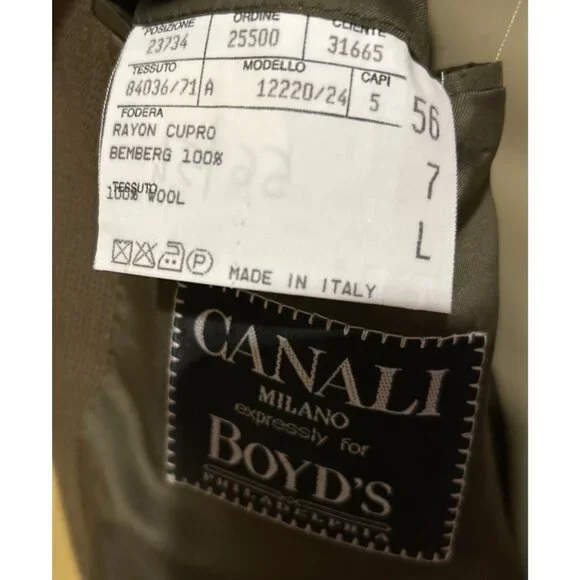 POSIZIONE ORDINE CLIENTE
23734 25500 31665
TESSUTO MODELLO CAPI
84036/71 A 12220/24 5
56
7
L
FODERA
RAYON CUPRO
BEMBERG 100%
TESSUTO
100% WOOL
P
MADE IN ITALY
CANALI
MILANO
expressly for
BOYD'S
PHILADELPHIA